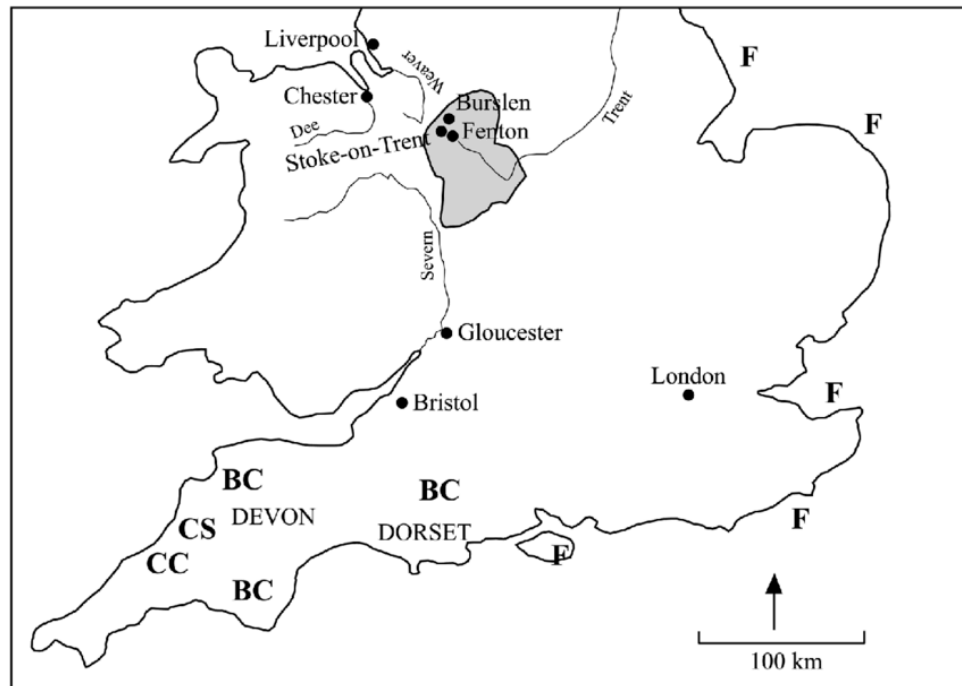 Liverpool
F
Weaver
Chester
Burslen
F
Dee
Fenton
Trent
Stoke-on-Trent
Severn
Gloucester
London
F
Bristol
BC
BC
DEVON
DORSET
F
CS
CC
F
BC
100 km